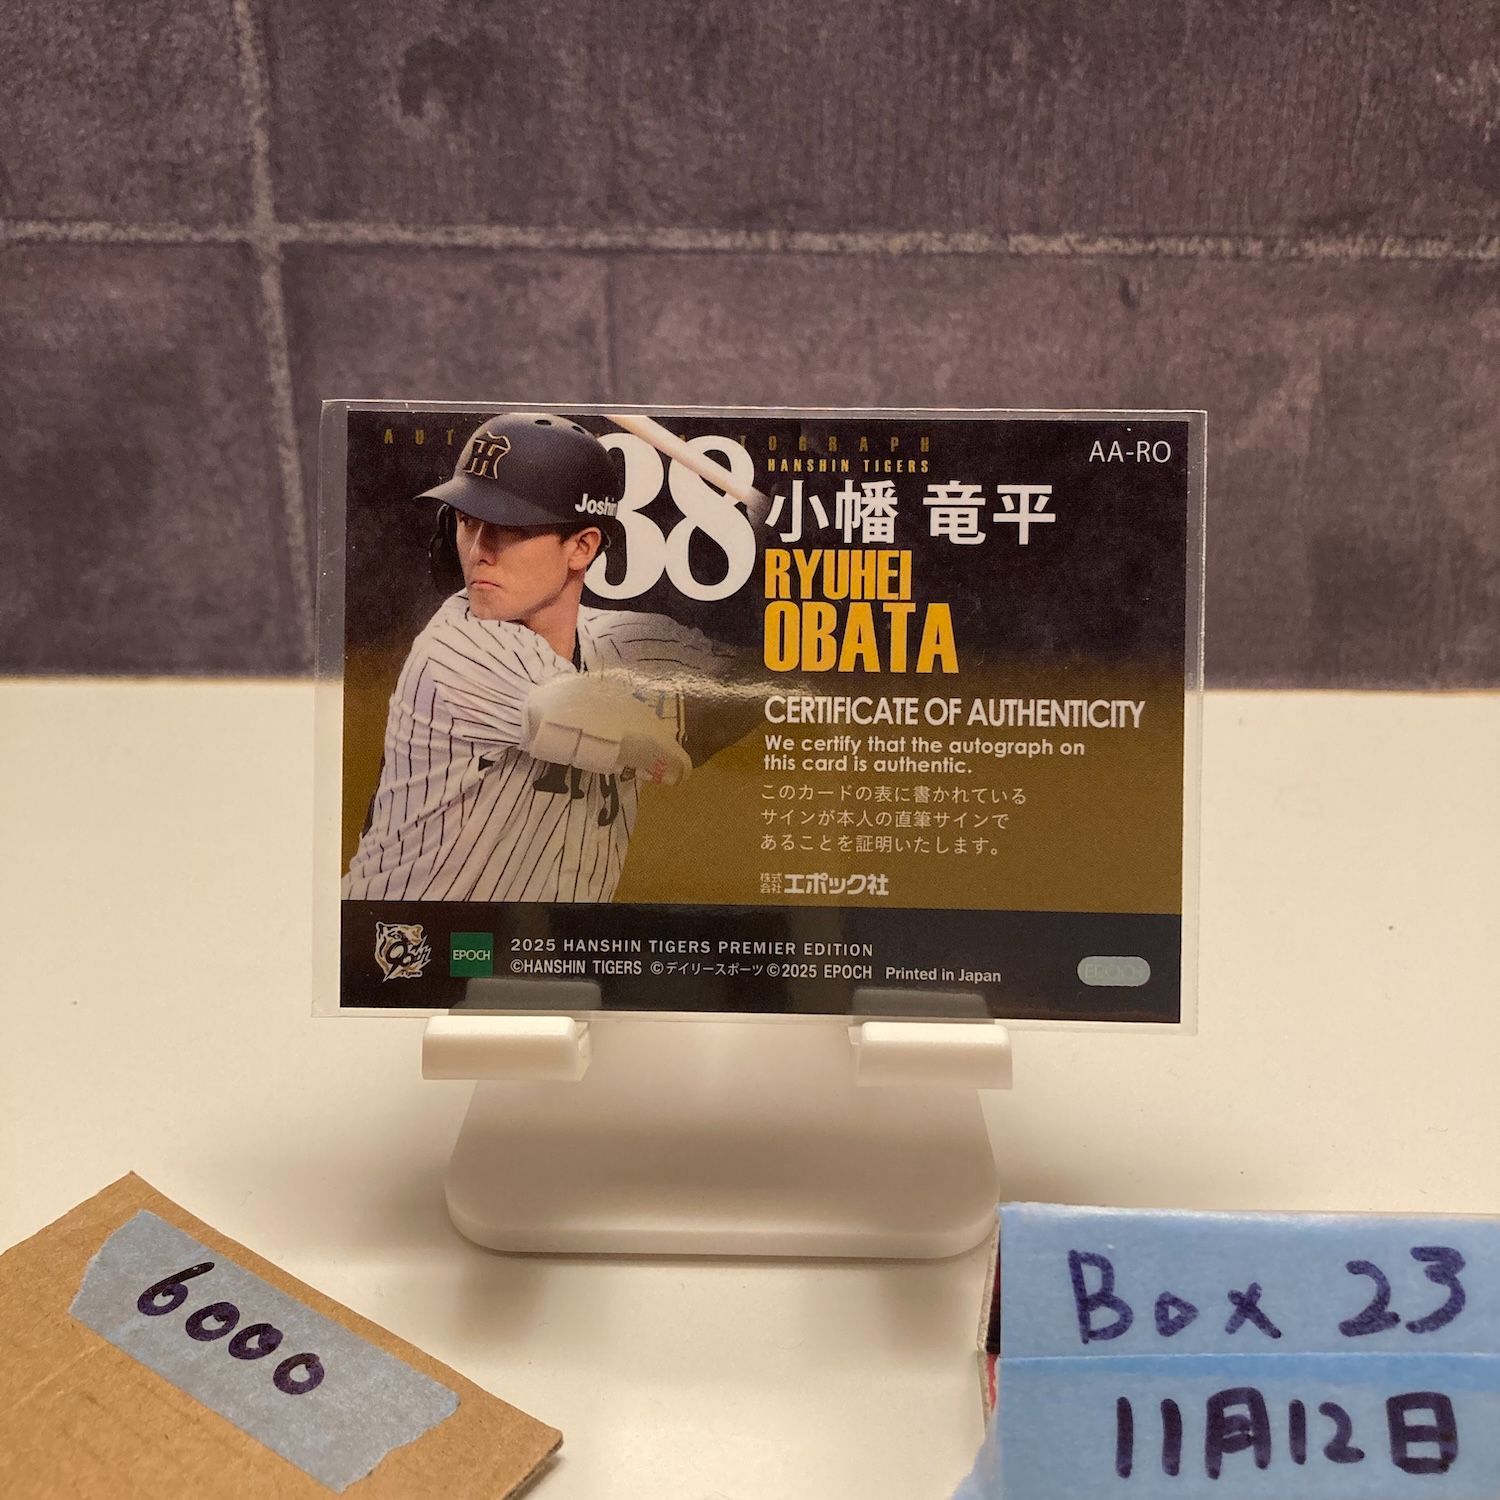 AA-RO
HANSHIN TIGERS
38
小幡 竜平
RYUHEI
OBATA
Joshin
CERTIFICATE OF AUTHENTICITY
We certify that the autograph on
this card is authentic.
このカードの表に書かれている
サインが本人の直筆サインで
あることを証明いたします。
株式会社 エポック社
EPOCH
2025 HANSHIN TIGERS PREMIER EDITION
©HANSHIN TIGERS ©デイリースポーツ ©2025 EPOCH Printed in Japan
EPOCH
6000
Box 23
11月12日